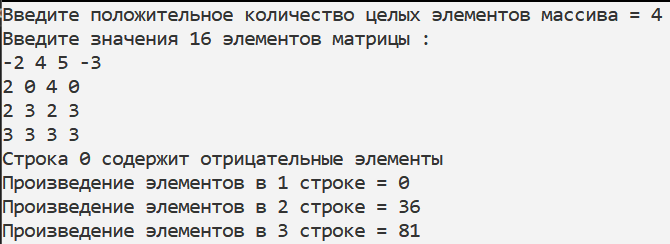 Введите положительное количество целых элементов массива = 4
Введите значения 16 элементов матрицы :
-2 4 5 -3
2 0 4 0
2 3 2 3
3 3 3 3
Строка 0 содержит отрицательные элементы
Произведение элементов в 1 строке = 0
Произведение элементов в 2 строке = 36
Произведение элементов в 3 строке = 81